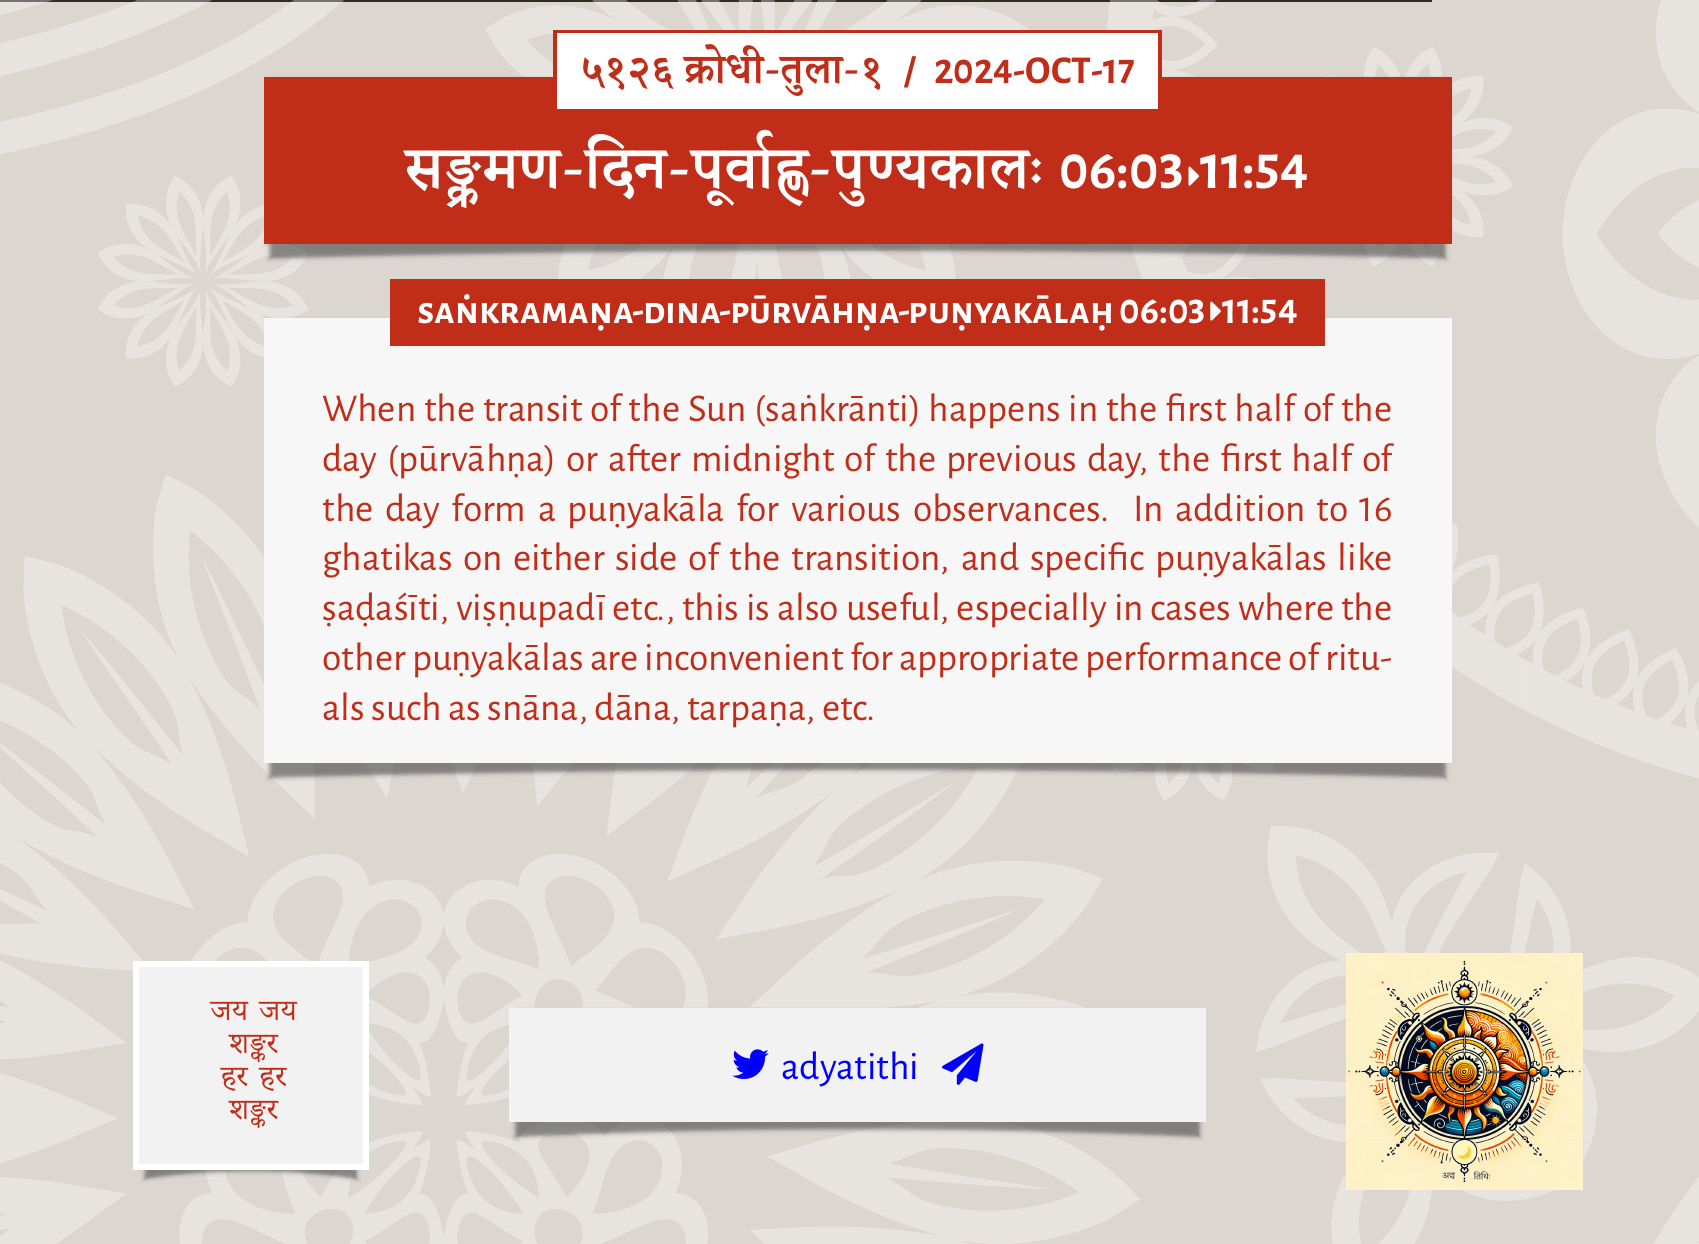 ५१२६ क्रोधी-तुला-१ / 2024-OCT-17
सङ्क्रमण-दिन-पूर्वाह्ण-पुण्यकालः 06:03▸11:54
SAṄKRAMAṆA-DINA-PŪRVĀHṆA-PUṆYAKĀLAḤ 06:03▸11:54
When the transit of the Sun (saṅkrānti) happens in the first half of the
day (pūrvāhṇa) or after midnight of the previous day, the first half of
the day form a puṇyakāla for various observances. In addition to 16
ghatikas on either side of the transition, and specific puṇyakālas like
ṣaḍaśīti, viṣṇupadī etc., this is also useful, especially in cases where the
other puṇyakālas are inconvenient for appropriate performance of ritu-
als such as snāna, dāna, tarpaṇa, etc.
जय जय
शङ्कर
हर हर
शङ्कर
adyatithi
अद्य तिथिः